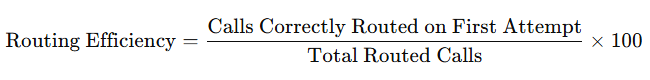 Routing Efficiency = Calls Correctly Routed on First Attempt / Total Routed Calls × 100